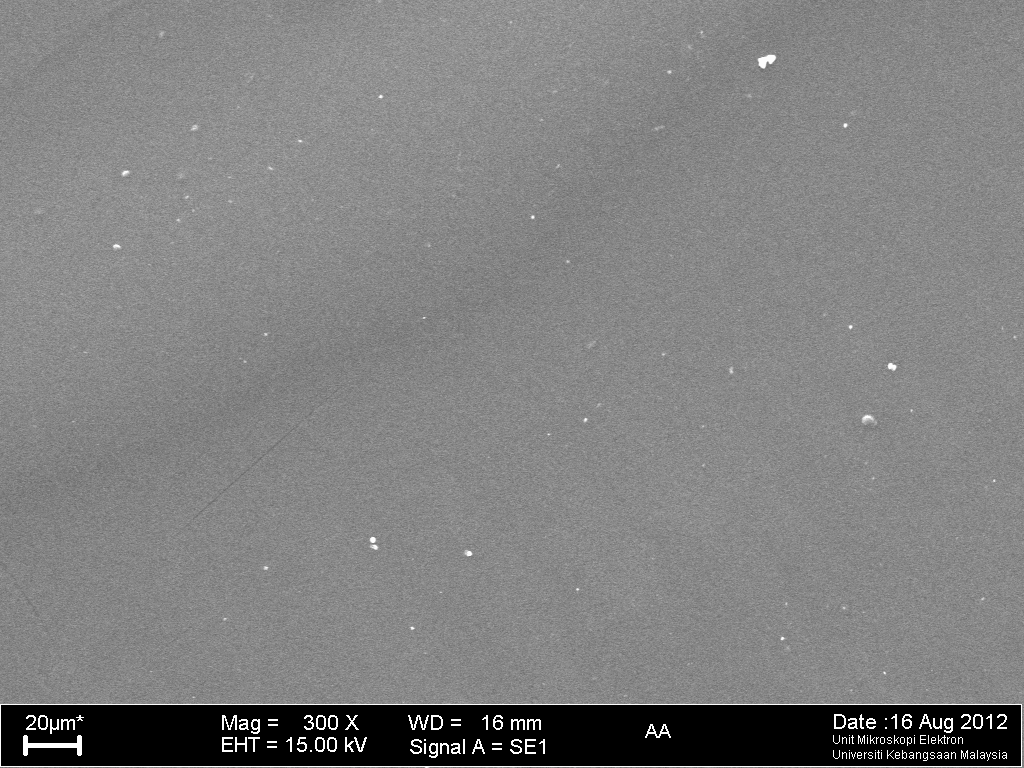 20µm*
Mag = 300 X
EHT = 15.00 kV
WD = 16 mm
Signal A = SE1
AA
Date :16 Aug 2012
Unit Mikroskopi Elektron
Universiti Kebangsaan Malaysia